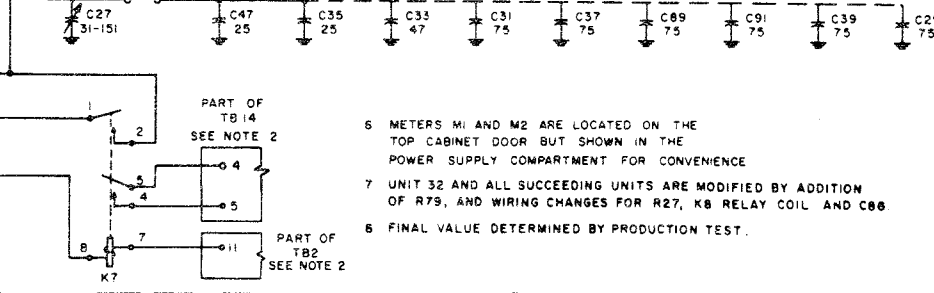 C27
31-151
C47
25
C35
25
C33
47
C31
75
C37
75
C89
75
C91
75
C39
75
75
1
2
5
4
8
7
K7
PART OF
TB14
SEE NOTE 2
4
5
11
PART OF
TB2
SEE NOTE 2
6 METERS M1 AND M2 ARE LOCATED ON THE
TOP CABINET DOOR BUT SHOWN IN THE
POWER SUPPLY COMPARTMENT FOR CONVENIENCE
7 UNIT 32 AND ALL SUCCEEDING UNITS ARE MODIFIED BY ADDITION
OF R79, AND WIRING CHANGES FOR R27, K8 RELAY COIL AND C86.
8 FINAL VALUE DETERMINED BY PRODUCTION TEST.